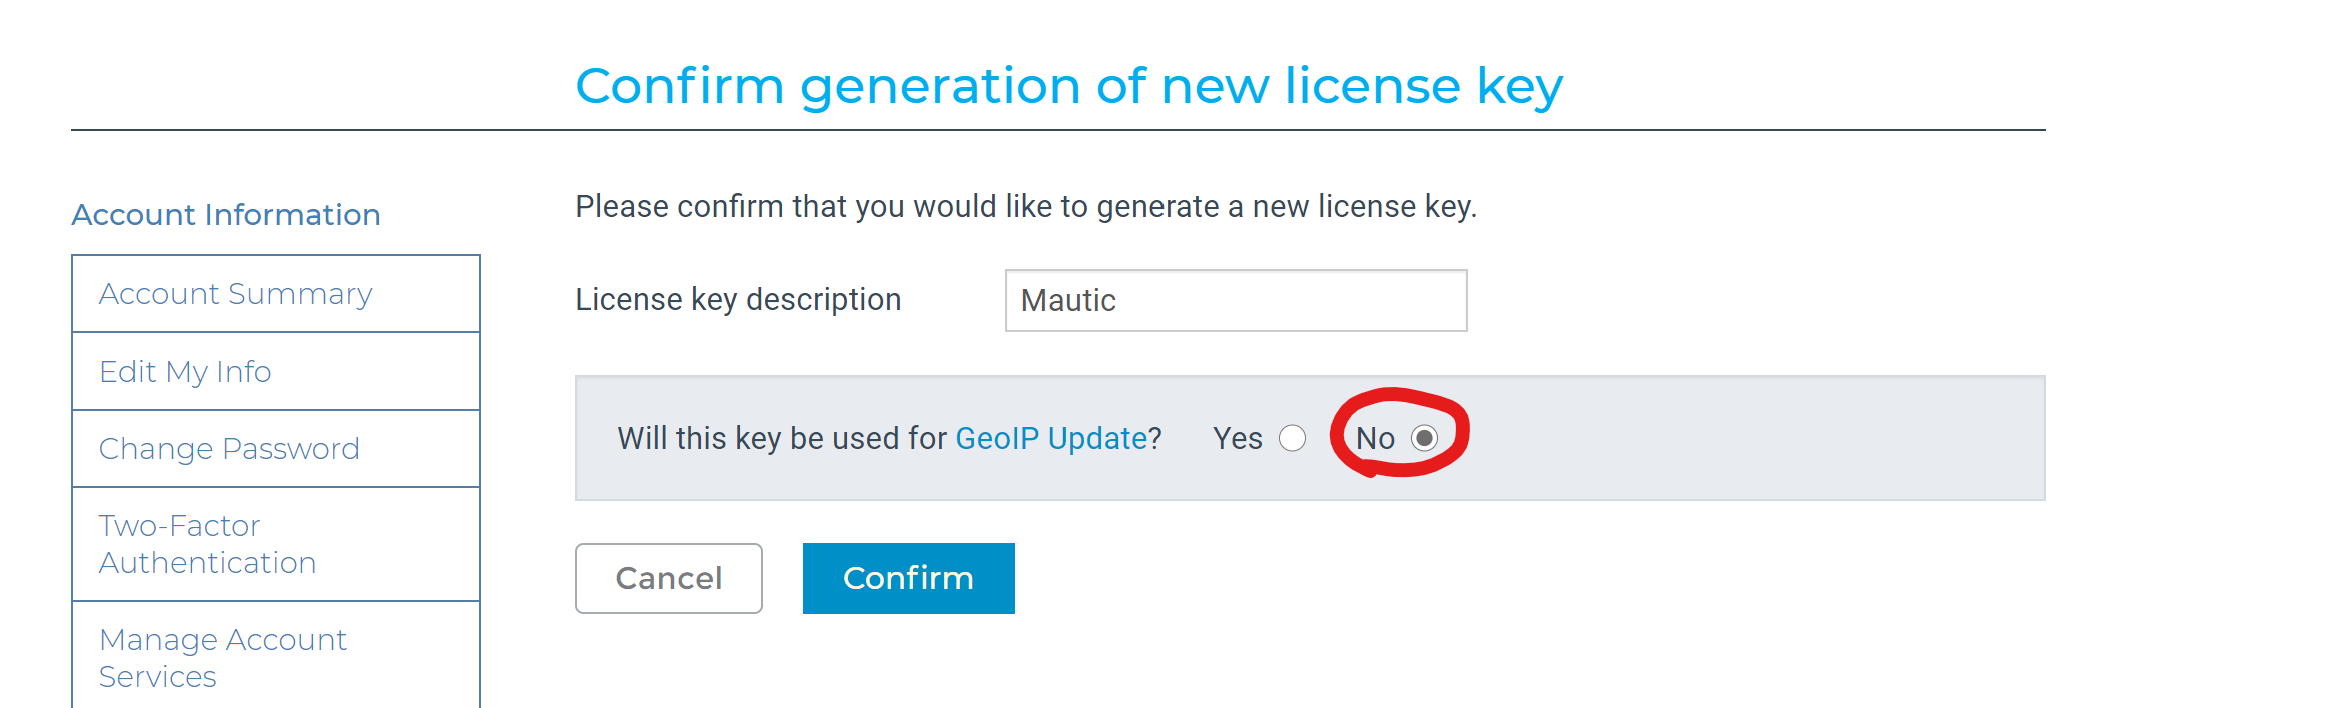 Confirm generation of new license key
Account Information
Account Summary
Edit My Info
Change Password
Two-Factor
Authentication
Manage Account
Services
Please confirm that you would like to generate a new license key.
License key description
Mautic
Will this key be used for GeoIP Update? Yes No
Cancel Confirm